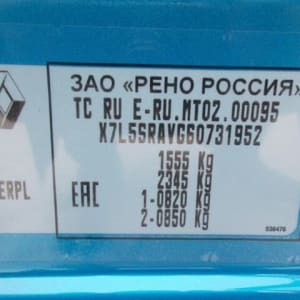 ЗАО «РЕНО РОССИЯ»
TC RU E-RU.MT02.00095
X7L5SRAVG60731952
1555 Kg
2345 Kg
ERPL EAC 1-0820 Kg
2-0850 Kg